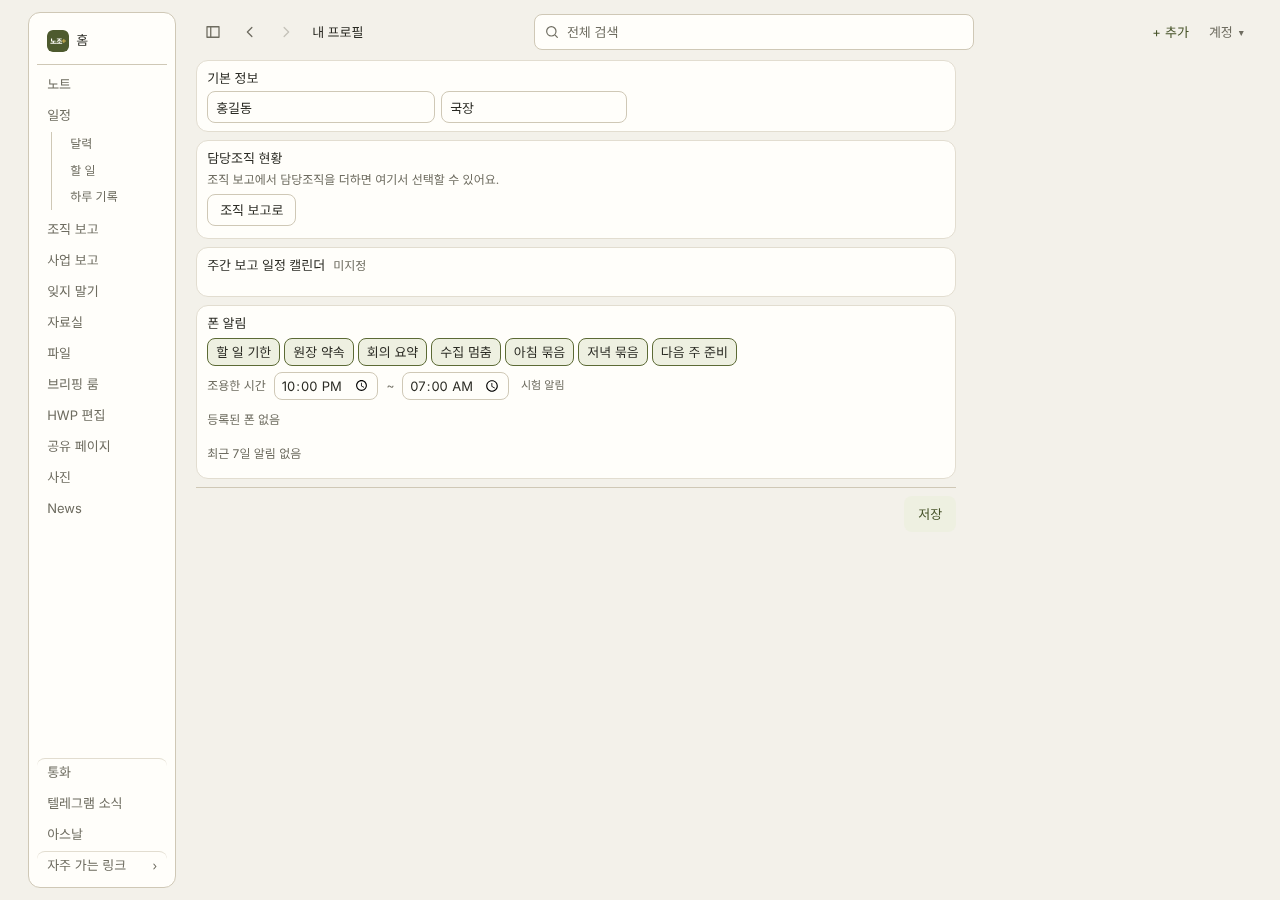 노조 홈
노트
일정
달력
할 일
하루 기록
조직 보고
사업 보고
잊지 말기
자료실
파일
브리핑 룸
HWP 편집
공유 페이지
사진
News
통화
텔레그램 소식
아스날
자주 가는 링크 ›
내 프로필
전체 검색
+ 추가 계정 ▾
기본 정보
홍길동 국장
담당조직 현황
조직 보고에서 담당조직을 더하면 여기서 선택할 수 있어요.
조직 보고로
주간 보고 일정 캘린더 미지정
폰 알림
할 일 기한 원장 약속 회의 요약 수집 멈춤 아침 묶음 저녁 묶음 다음 주 준비
조용한 시간 10:00 PM ~ 07:00 AM 시험 알림
등록된 폰 없음
최근 7일 알림 없음
저장